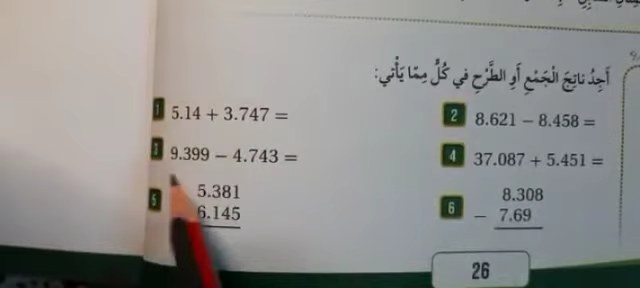 أَجِدُ ناتِجَ الْجَمْعِ أَوِ الطَّرْحِ في كُلٍّ مِمّا يَأْتي:
1 5.14 + 3.747 =
2 8.621 − 8.458 =
3 9.399 − 4.743 =
4 37.087 + 5.451 =
5 5.381
6.145
6 8.308
− 7.69
26